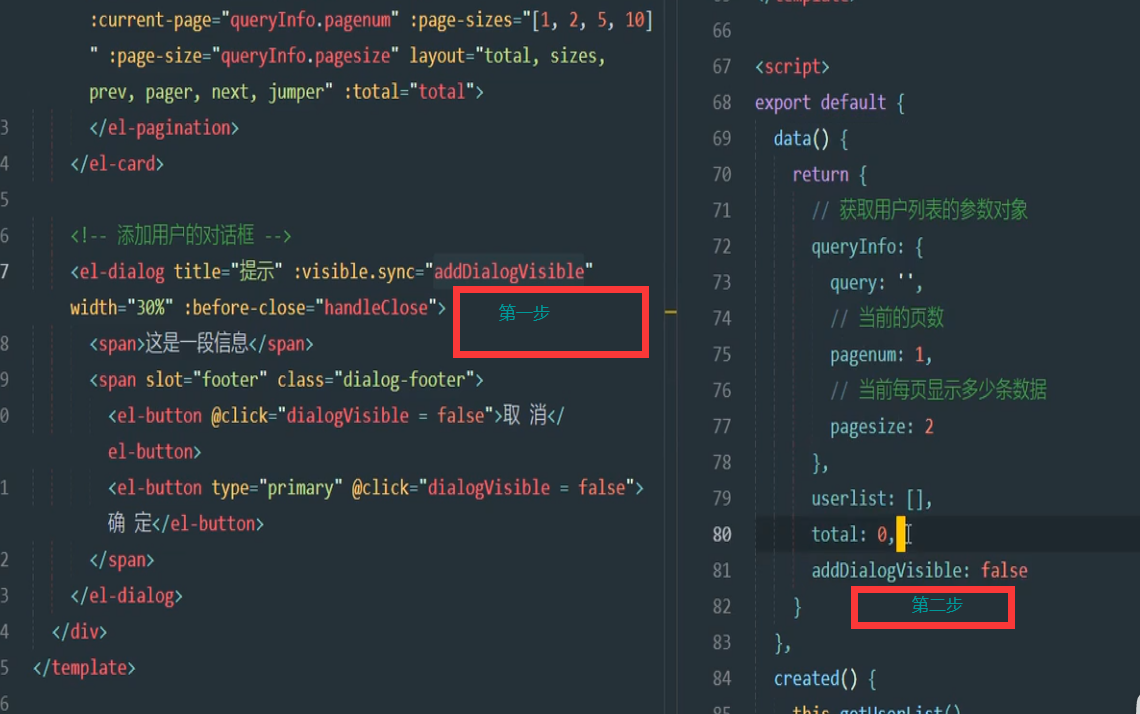 :current-page="queryInfo.pagenum" :page-sizes="[1, 2, 5, 10]
" :page-size="queryInfo.pagesize" layout="total, sizes,
prev, pager, next, jumper" :total="total">
3 </el-pagination>
4 </el-card>
5
6 <!-- 添加用户的对话框 -->
7 <el-dialog title="提示" :visible.sync="addDialogVisible"
width="30%" :before-close="handleClose">
第一步
8 <span>这是一段信息</span>
9 <span slot="footer" class="dialog-footer">
0 <el-button @click="dialogVisible = false">取 消</
el-button>
1 <el-button type="primary" @click="dialogVisible = false">
确 定</el-button>
2 </span>
3 </el-dialog>
4 </div>
5 </template>
6
66
67 <script>
68 export default {
69 data() {
70 return {
71 // 获取用户列表的参数对象
72 queryInfo: {
73 query: '',
74 // 当前的页数
75 pagenum: 1,
76 // 当前每页显示多少条数据
77 pagesize: 2
78 },
79 userlist: [],
80 total: 0,
81 addDialogVisible: false
82 }
第二步
83 },
84 created() {
85 this.getUserList()